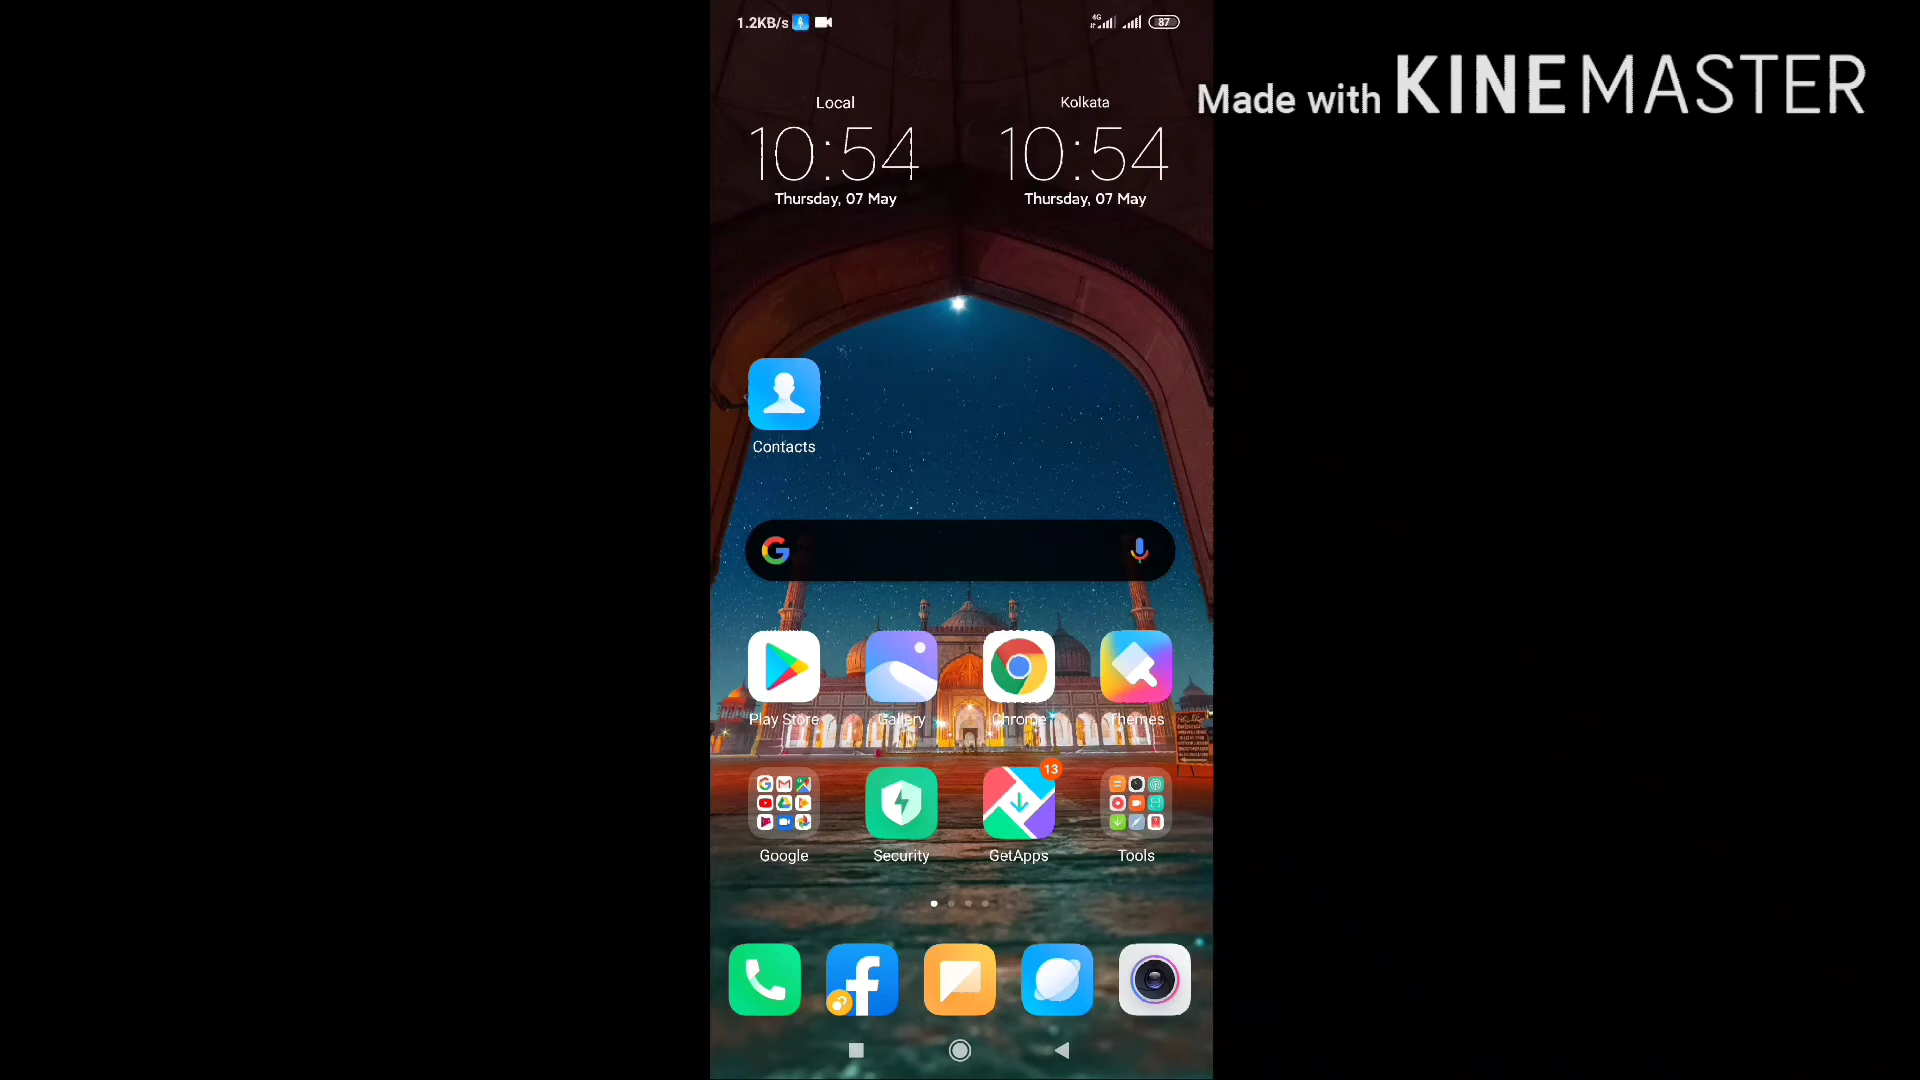 1.2KB/s
4G
87
Made with KINEMASTER
Local
Kolkata
10:54
10:54
Thursday, 07 May
Thursday, 07 May
Contacts
Play Store
Gallery
Chrome
Themes
13
Google
Security
GetApps
Tools